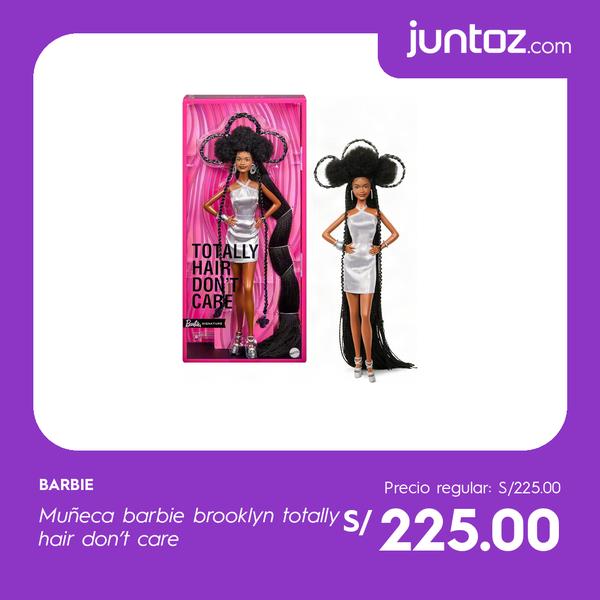 juntoz.com
TOTALLY
HAIR
DON'T
CARE
Barbie SIGNATURE
BARBIE
Precio regular: S/225.00
Muñeca barbie brooklyn totally
hair don't care
S/ 225.00